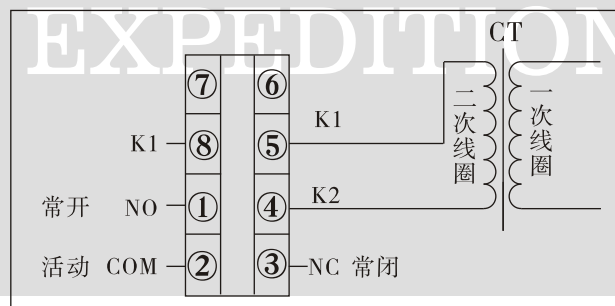 EXPEDITION
CT
⑦ ⑥
K1 ⑧ ⑤ K1
二次线圈
一次线圈
常开 NO ① ④ K2
活动 COM ② ③ NC 常闭